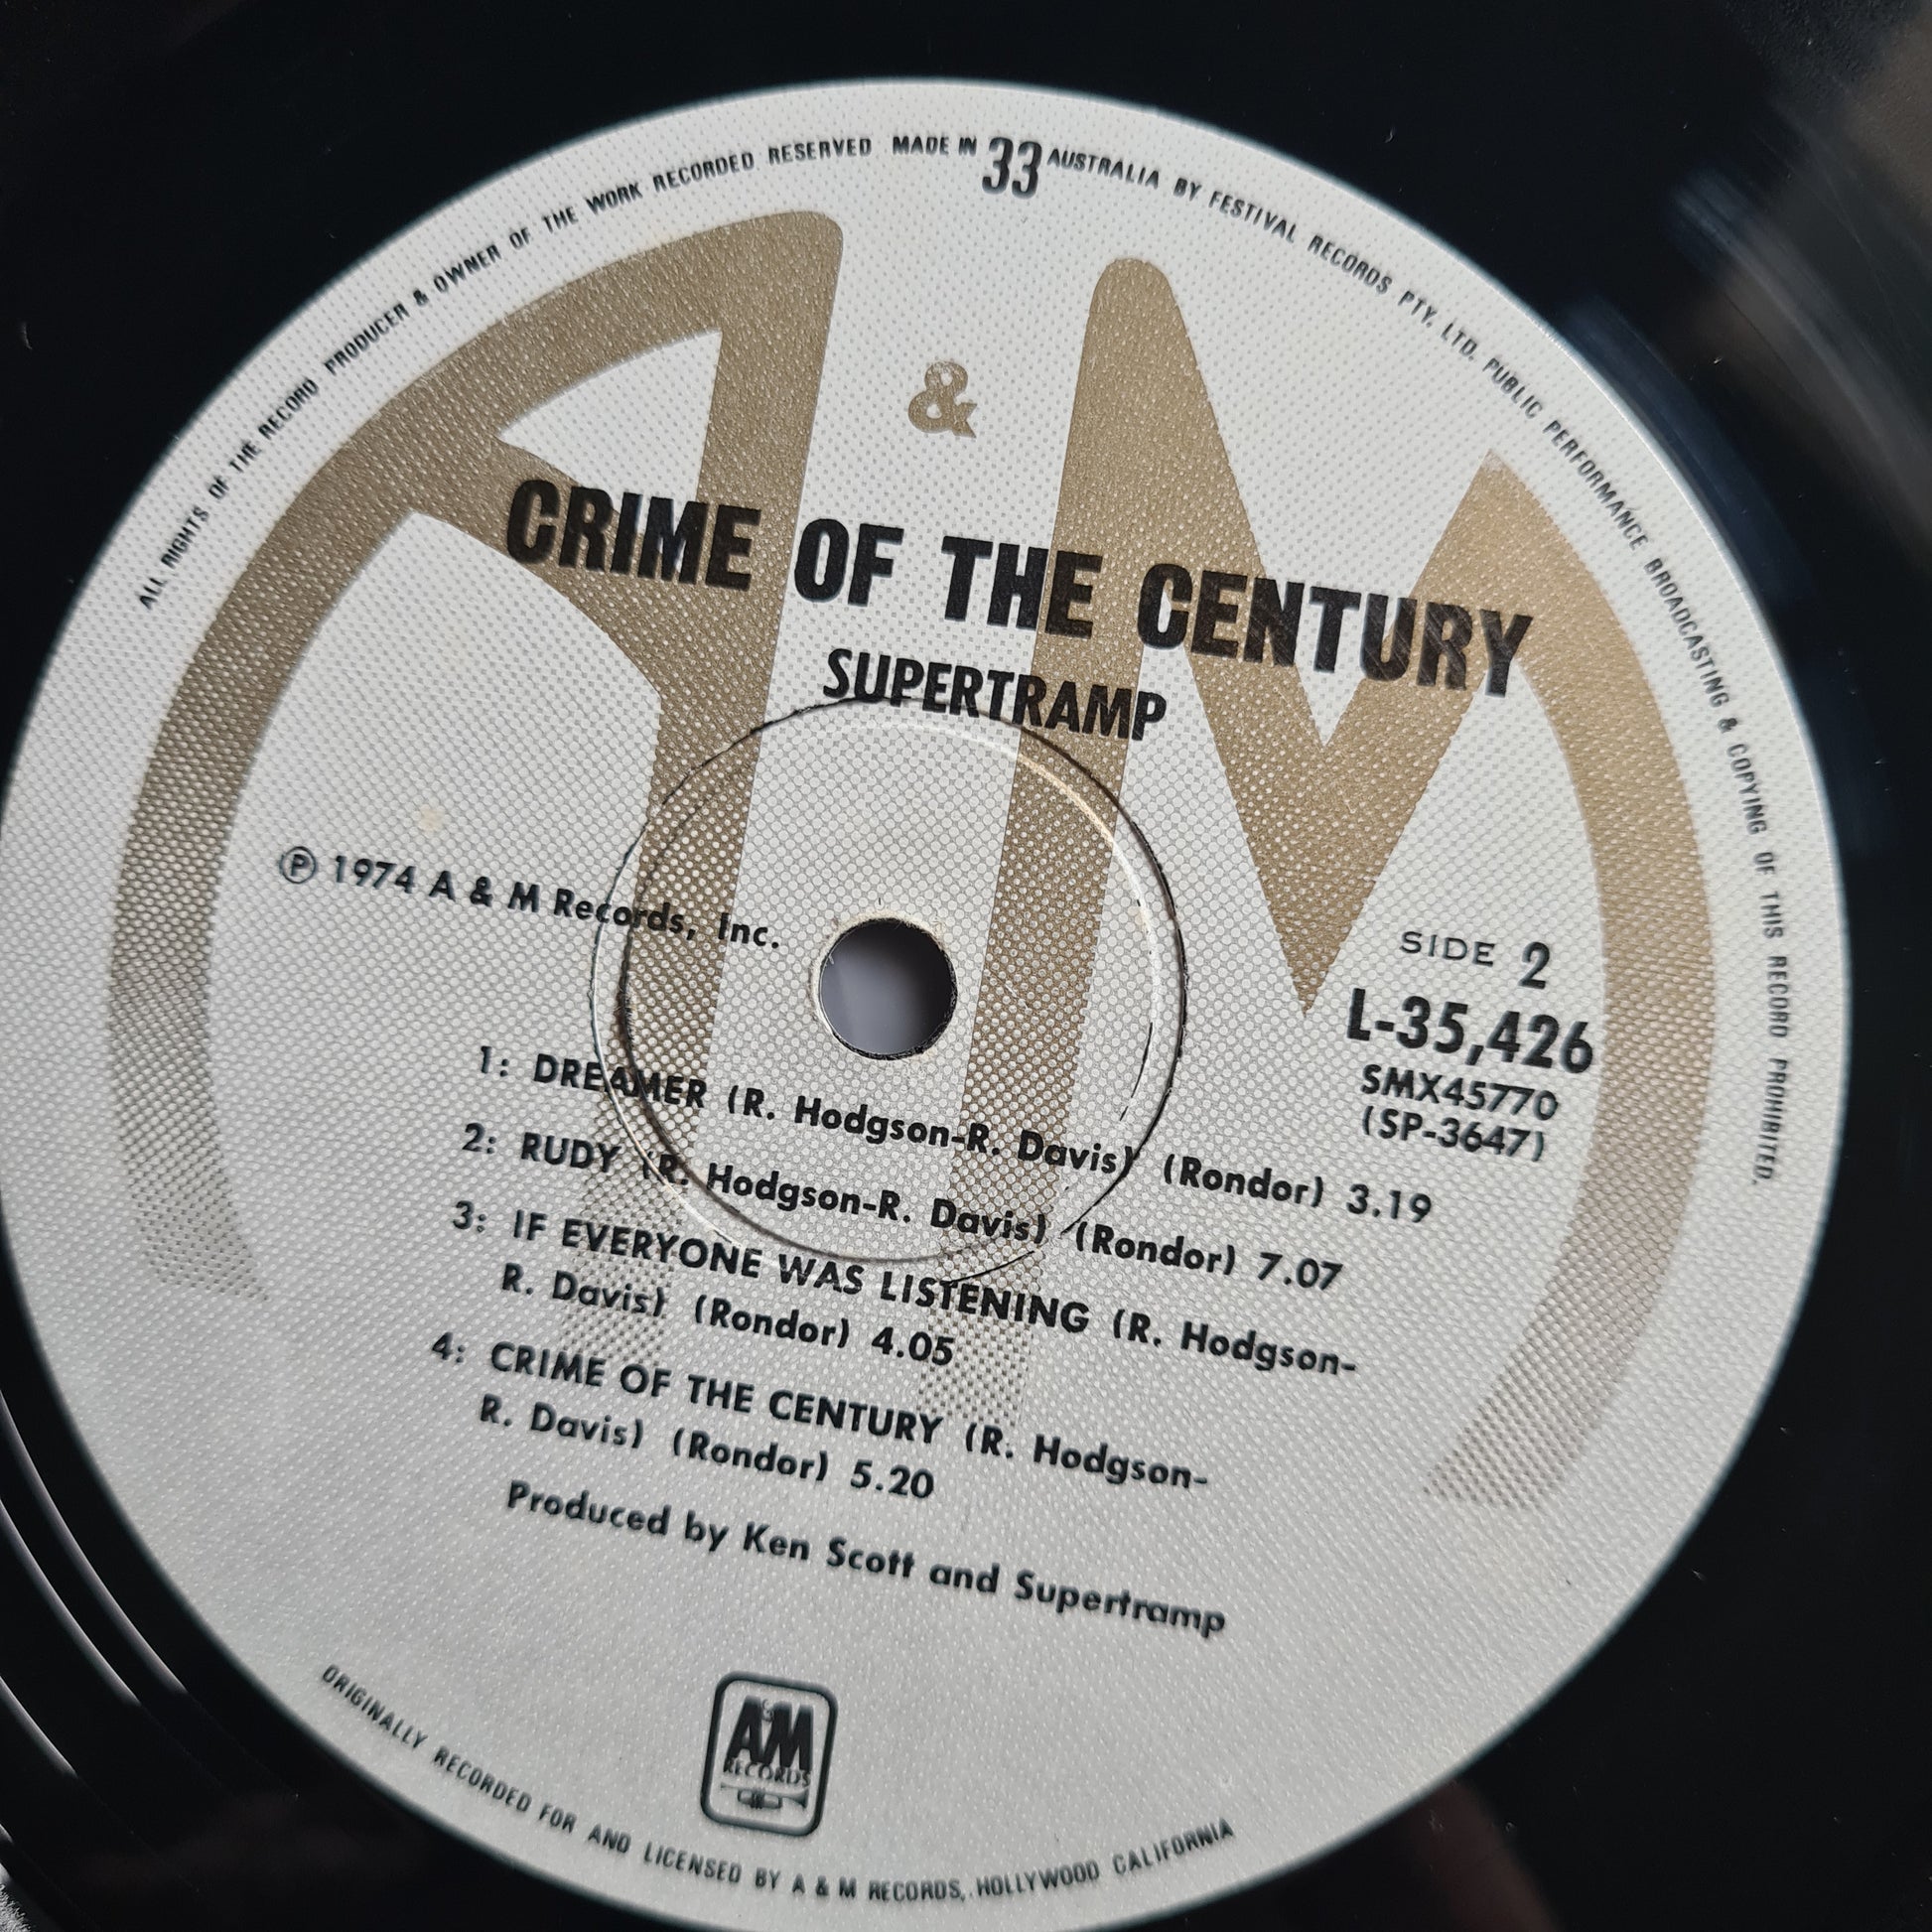 ALL RIGHTS OF THE RECORD PRODUCER & OWNER OF THE WORK RECORDED RESERVED MADE IN 33 AUSTRALIA BY FESTIVAL RECORDS PTY. LTD. PUBLIC PERFORMANCE BROADCASTING & COPYING OF THIS RECORD PROHIBITED.
A & M
CRIME OF THE CENTURY
SUPERTRAMP
Ⓟ 1974 A & M Records, Inc.
SIDE 2
L-35,426
SMX45770
(SP-3647)
1: DREAMER (R. Hodgson-R. Davis) (Rondor) 3.19
2: RUDY (R. Hodgson-R. Davis) (Rondor) 7.07
3: IF EVERYONE WAS LISTENING (R. Hodgson-
R. Davis) (Rondor) 4.05
4: CRIME OF THE CENTURY (R. Hodgson-
R. Davis) (Rondor) 5.20
Produced by Ken Scott and Supertramp
A&M
RECORDS
ORIGINALLY RECORDED FOR AND LICENSED BY A & M RECORDS, HOLLYWOOD CALIFORNIA